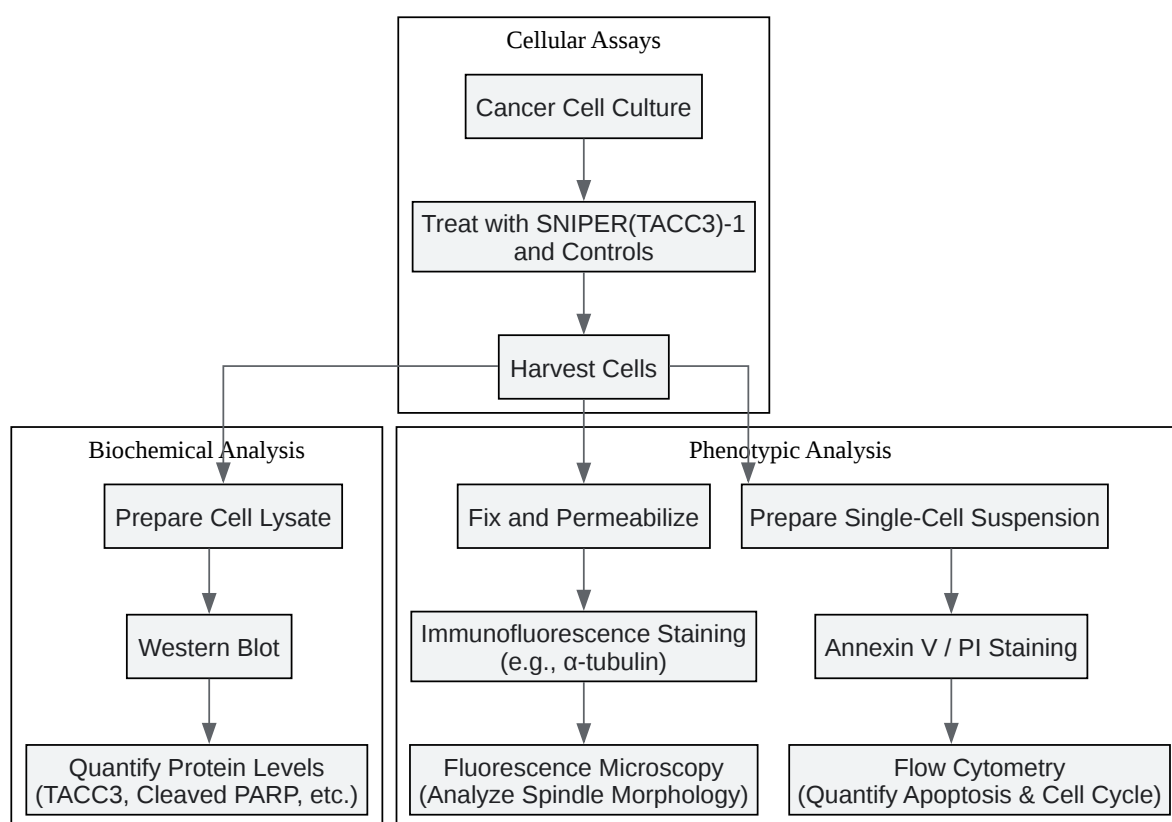 Cellular Assays
Cancer Cell Culture
Treat with SNIPER(TACC3)-1
and Controls
Harvest Cells
Biochemical Analysis
Prepare Cell Lysate
Western Blot
Quantify Protein Levels
(TACC3, Cleaved PARP, etc.)
Phenotypic Analysis
Fix and Permeabilize
Immunofluorescence Staining
(e.g., α-tubulin)
Fluorescence Microscopy
(Analyze Spindle Morphology)
Prepare Single-Cell Suspension
Annexin V / PI Staining
Flow Cytometry
(Quantify Apoptosis & Cell Cycle)